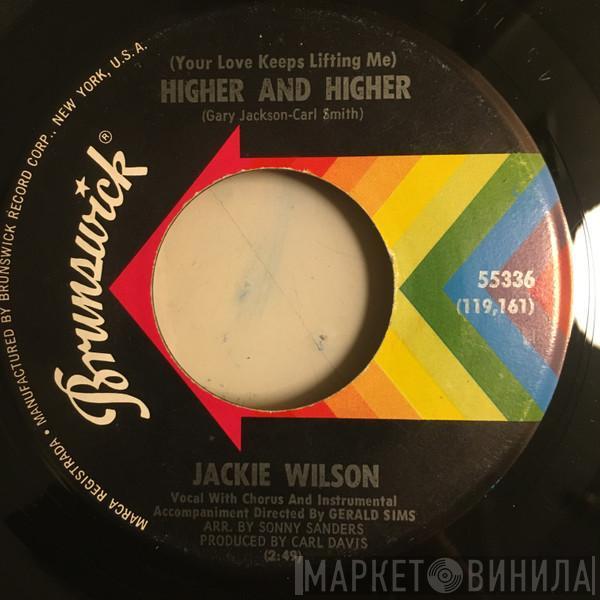 (Your Love Keeps Lifting Me)
HIGHER AND HIGHER
(Gary Jackson-Carl Smith)
Brunswick®
MARCA REGISTRADA • MANUFACTURED BY BRUNSWICK RECORD CORP., NEW YORK, U.S.A.
55336
(119,161)
JACKIE WILSON
Vocal With Chorus And Instrumental
Accompaniment Directed By GERALD SIMS
ARR. BY SONNY SANDERS
PRODUCED BY CARL DAVIS
(2:49)
МАРКЕТ ВИНИЛА